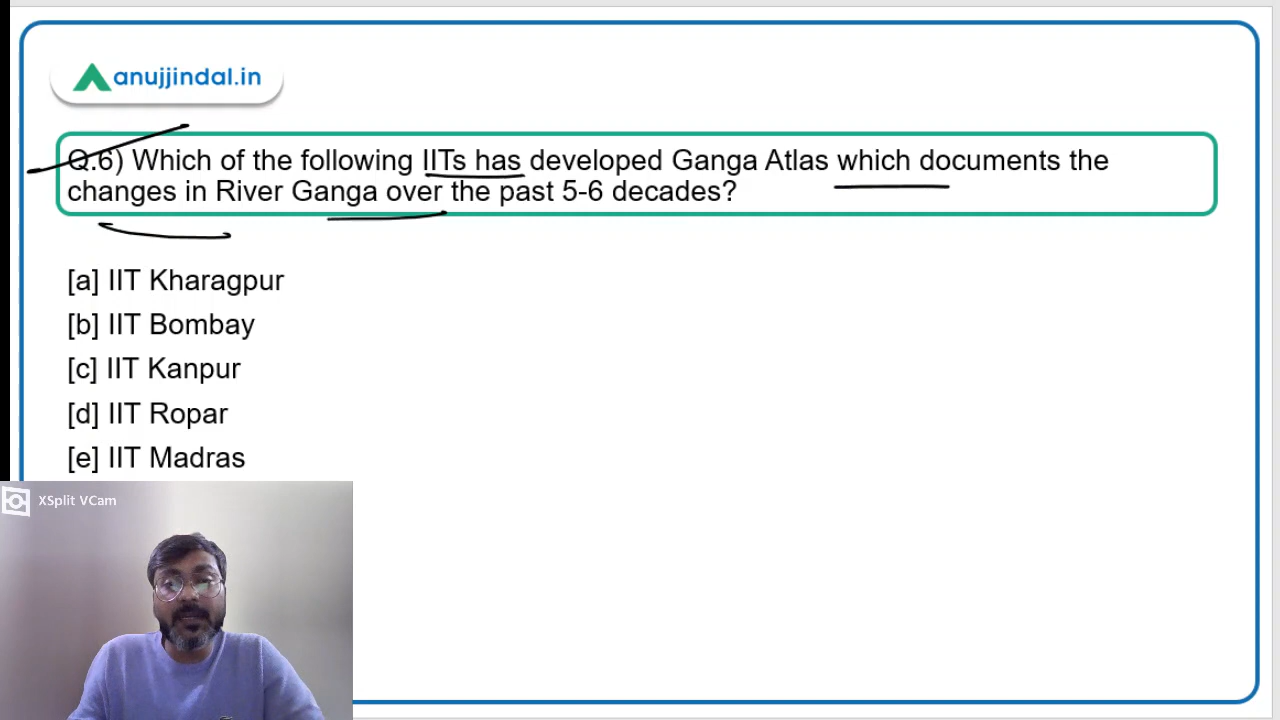 anujjindal.in
Q.6) Which of the following IITs has developed Ganga Atlas which documents the
changes in River Ganga over the past 5-6 decades?
[a] IIT Kharagpur
[b] IIT Bombay
[c] IIT Kanpur
[d] IIT Ropar
[e] IIT Madras
XSplit VCam